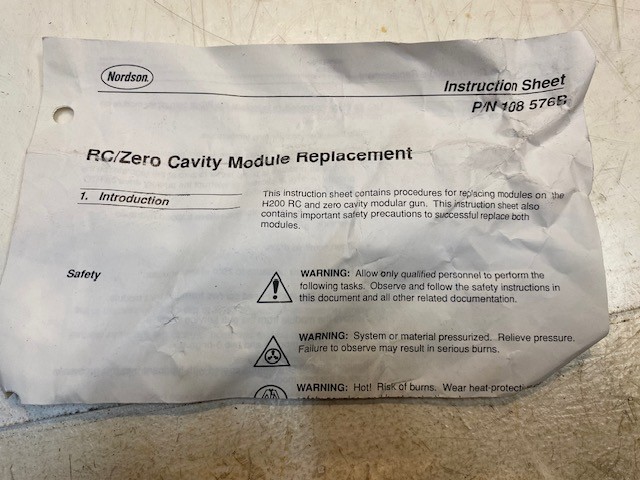 Nordson
Instruction Sheet
P/N 108 576B
RC/Zero Cavity Module Replacement
1. Introduction
This instruction sheet contains procedures for replacing modules on the
H200 RC and zero cavity modular gun. This instruction sheet also
contains important safety precautions to successful replace both
modules.
Safety
WARNING: Allow only qualified personnel to perform the
following tasks. Observe and follow the safety instructions in
this document and all other related documentation.
WARNING: System or material pressurized. Relieve pressure.
Failure to observe may result in serious burns.
WARNING: Hot! Risk of burns. Wear heat-protecti